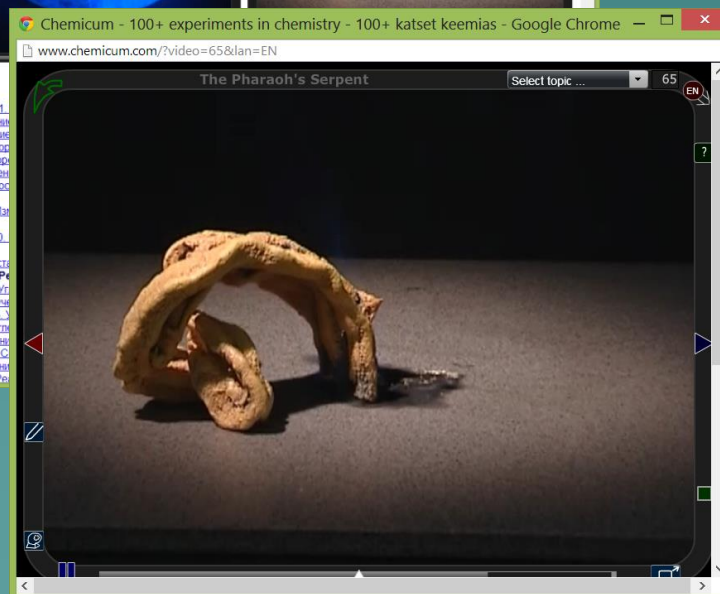 Chemicum - 100+ experiments in chemistry - 100+ katset keemias - Google Chrome
www.chemicum.com/?video=65&lan=EN
The Pharaoh's Serpent
Select topic ...
65
EN
?